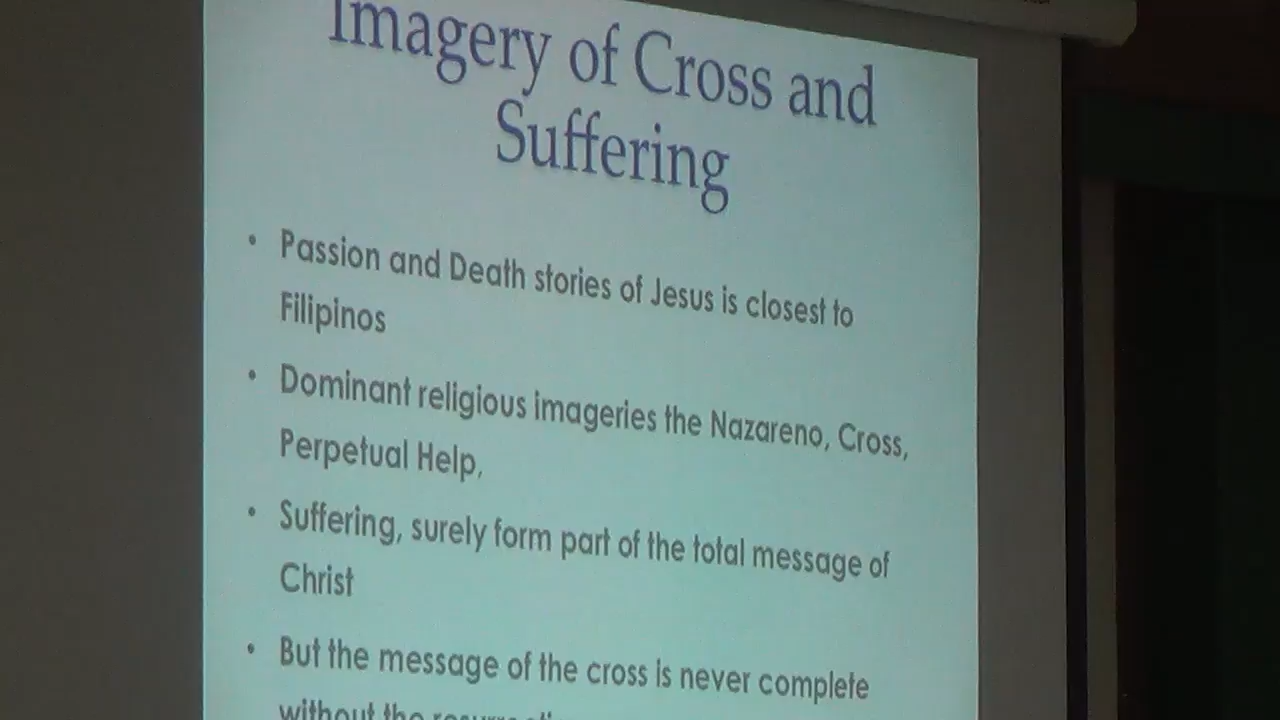 Imagery of Cross and
Suffering
• Passion and Death stories of Jesus is closest to
Filipinos
• Dominant religious imageries the Nazareno, Cross,
Perpetual Help,
• Suffering, surely form part of the total message of
Christ
• But the message of the cross is never complete
without the